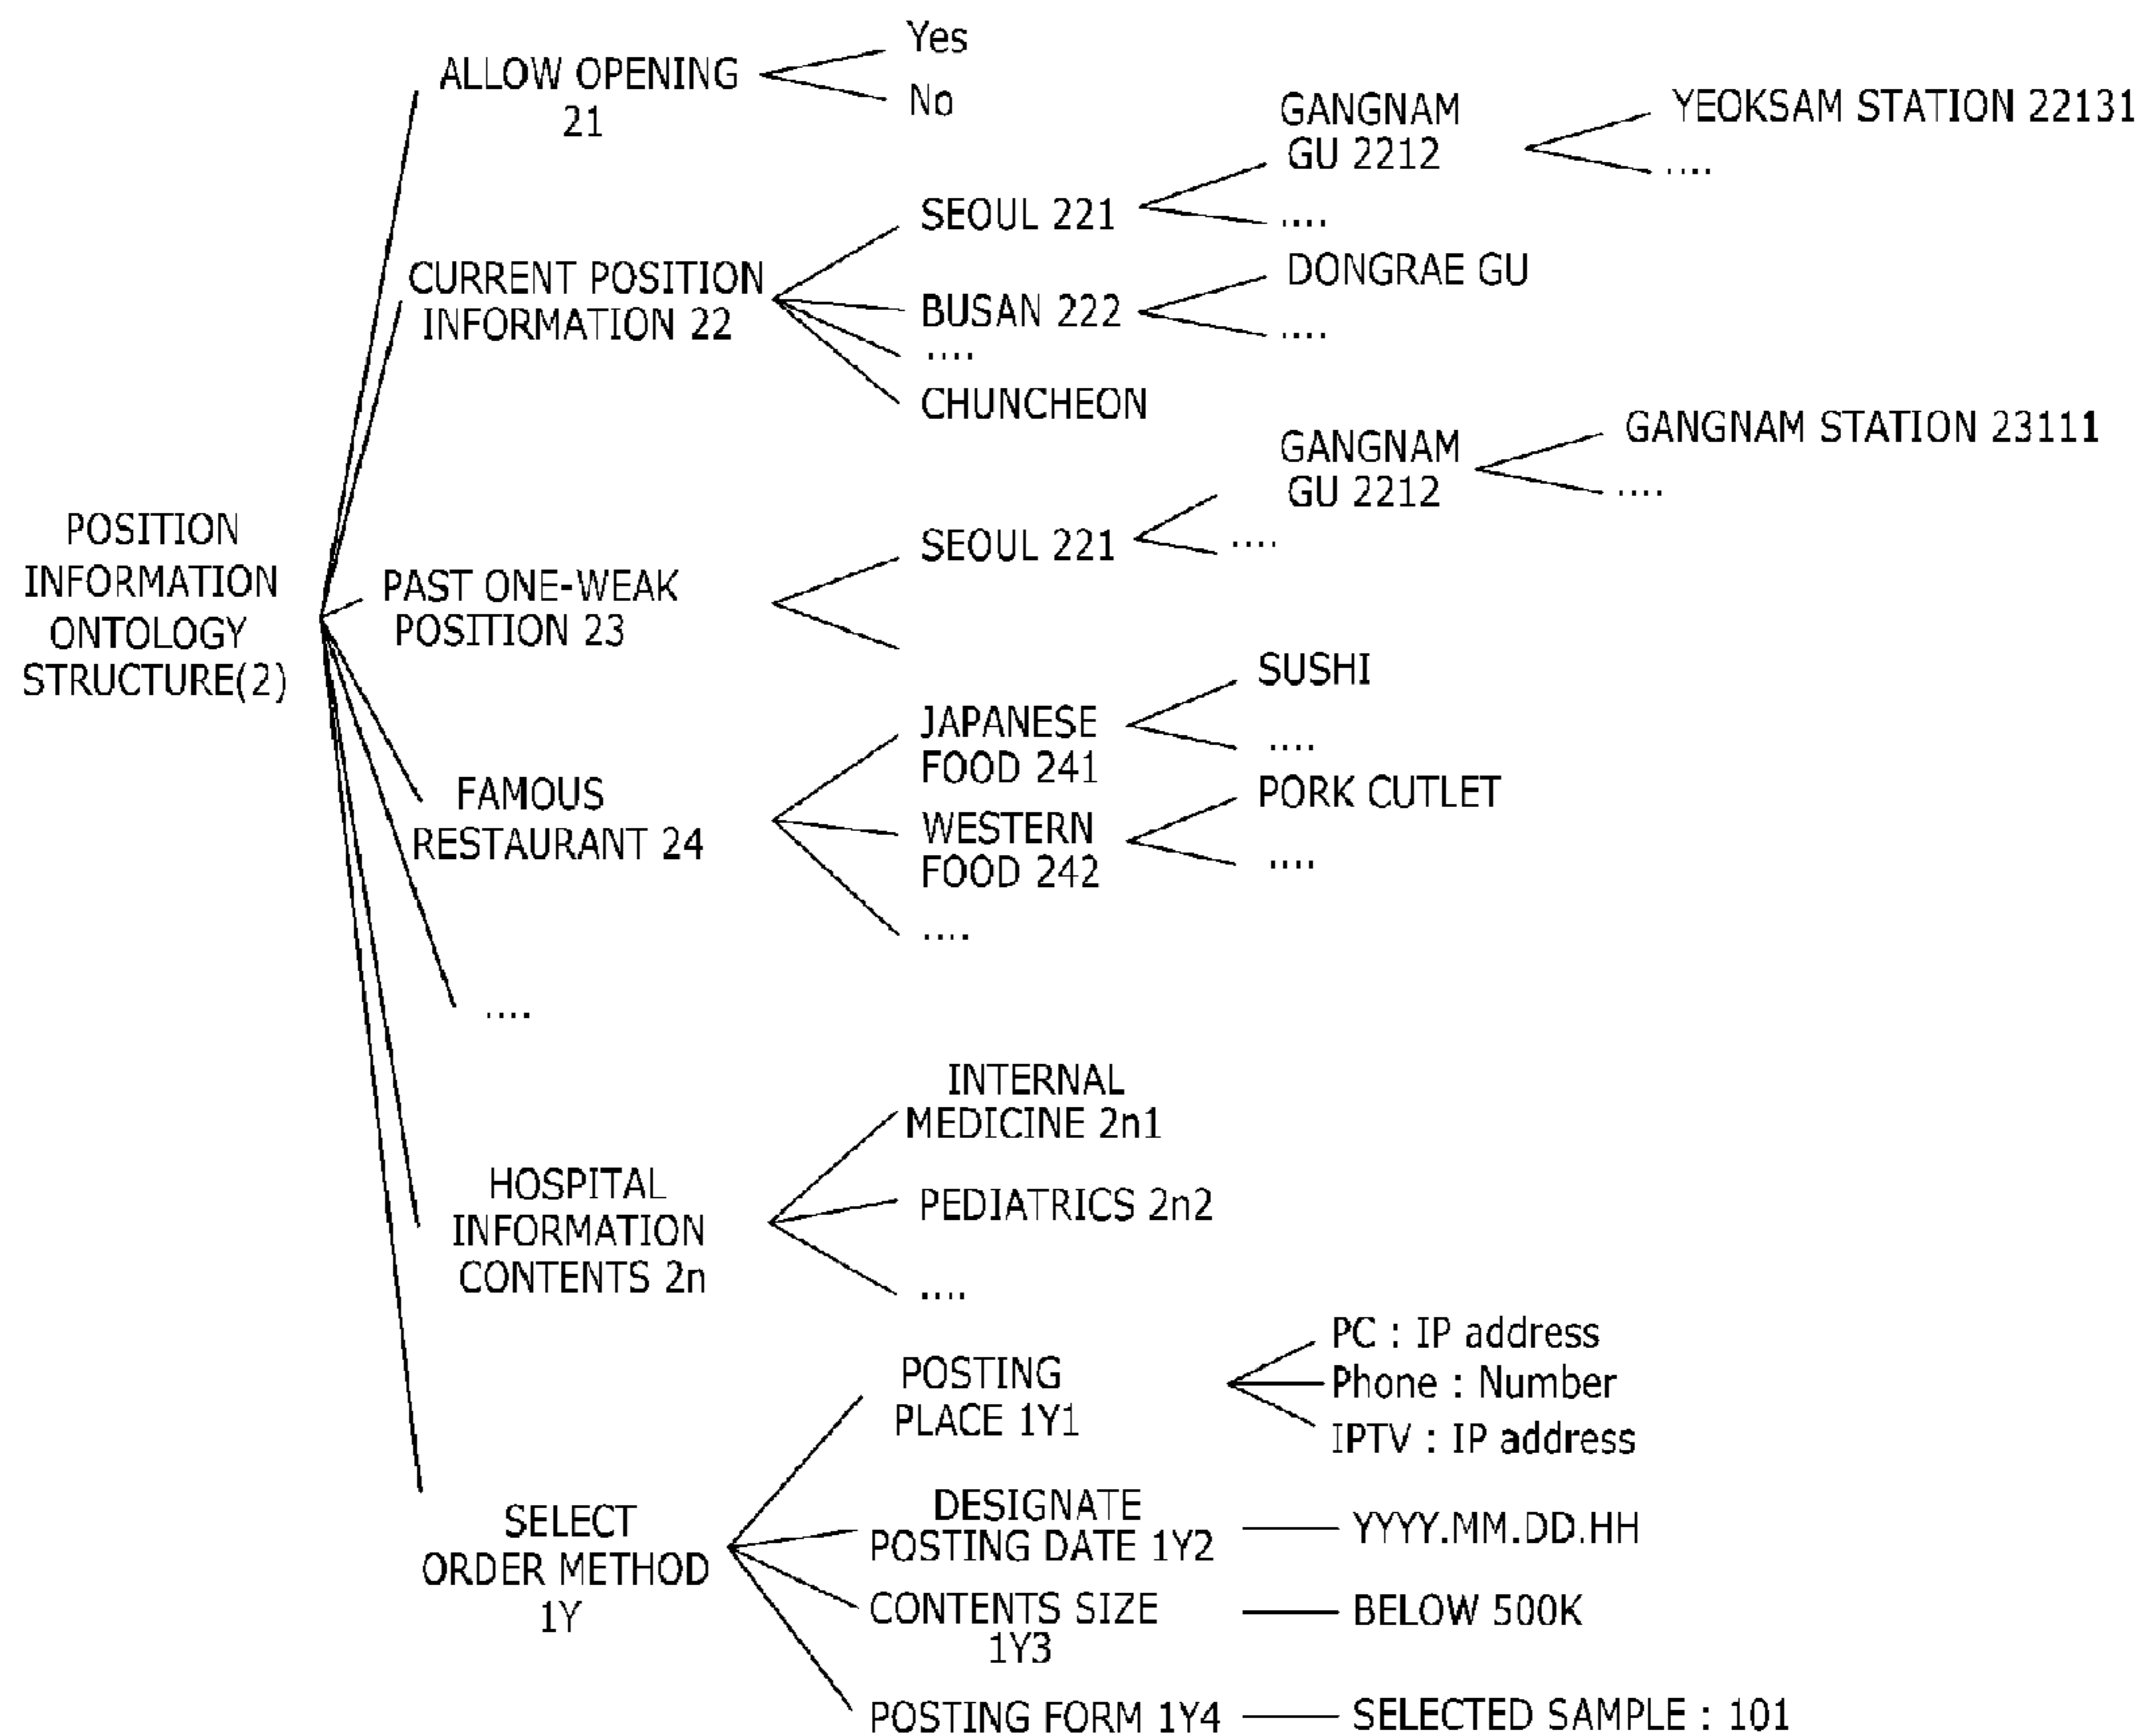 POSITION
INFORMATION
ONTOLOGY
STRUCTURE(2)
ALLOW OPENING
21
Yes
No
CURRENT POSITION
INFORMATION 22
SEOUL 221
GANGNAM
GU 2212
YEOKSAM STATION 22131
....
....
BUSAN 222
DONGRAE GU
....
....
CHUNCHEON
PAST ONE-WEAK
POSITION 23
SEOUL 221
GANGNAM
GU 2212
GANGNAM STATION 23111
....
....
FAMOUS
RESTAURANT 24
JAPANESE
FOOD 241
SUSHI
....
WESTERN
FOOD 242
PORK CUTLET
....
....
....
HOSPITAL
INFORMATION
CONTENTS 2n
INTERNAL
MEDICINE 2n1
PEDIATRICS 2n2
....
SELECT
ORDER METHOD
1Y
POSTING
PLACE 1Y1
PC : IP address
Phone : Number
IPTV : IP address
DESIGNATE
POSTING DATE 1Y2
YYYY.MM.DD.HH
CONTENTS SIZE
1Y3
BELOW 500K
POSTING FORM 1Y4
SELECTED SAMPLE : 101